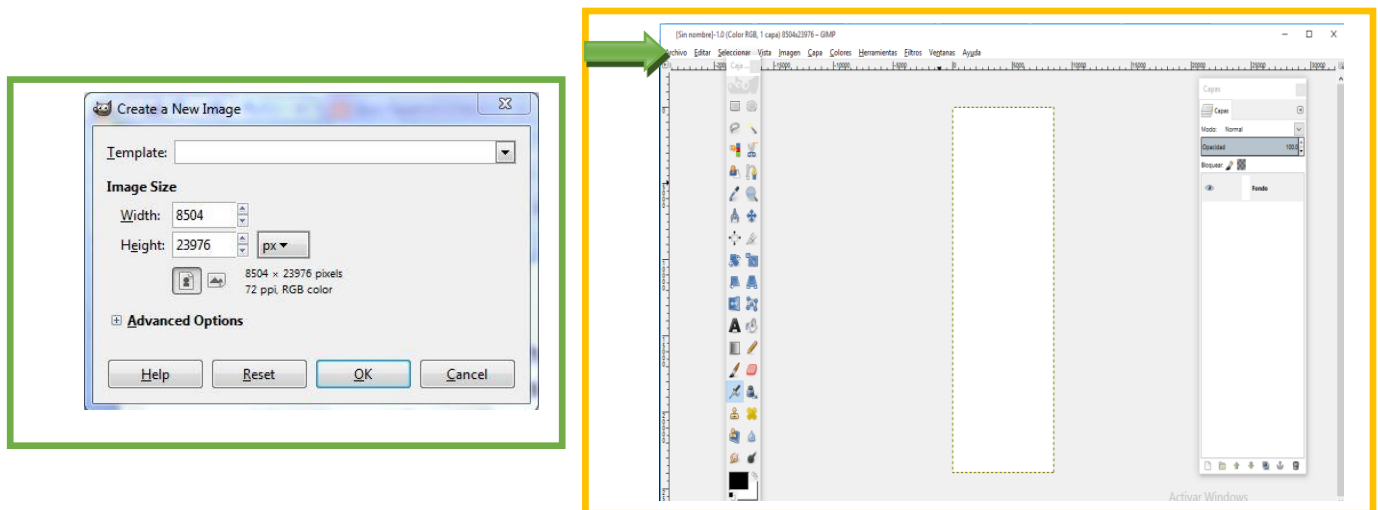 Create a New Image
Template:
Image Size
Width: 8504
Height: 23976 px
8504 × 23976 pixels
72 ppi, RGB color
Advanced Options
Help Reset OK Cancel
[Sin nombre]-1.0 (Color RGB, 1 capa) 8504x23976 – GIMP
Editar Seleccionar Vista Imagen Capa Colores Herramientas Filtros Ventanas Ayuda
Caja ...
Capas
Capas
Modo: Normal
Opacidad 100.0
Bloquear:
Fondo
Activar Windows